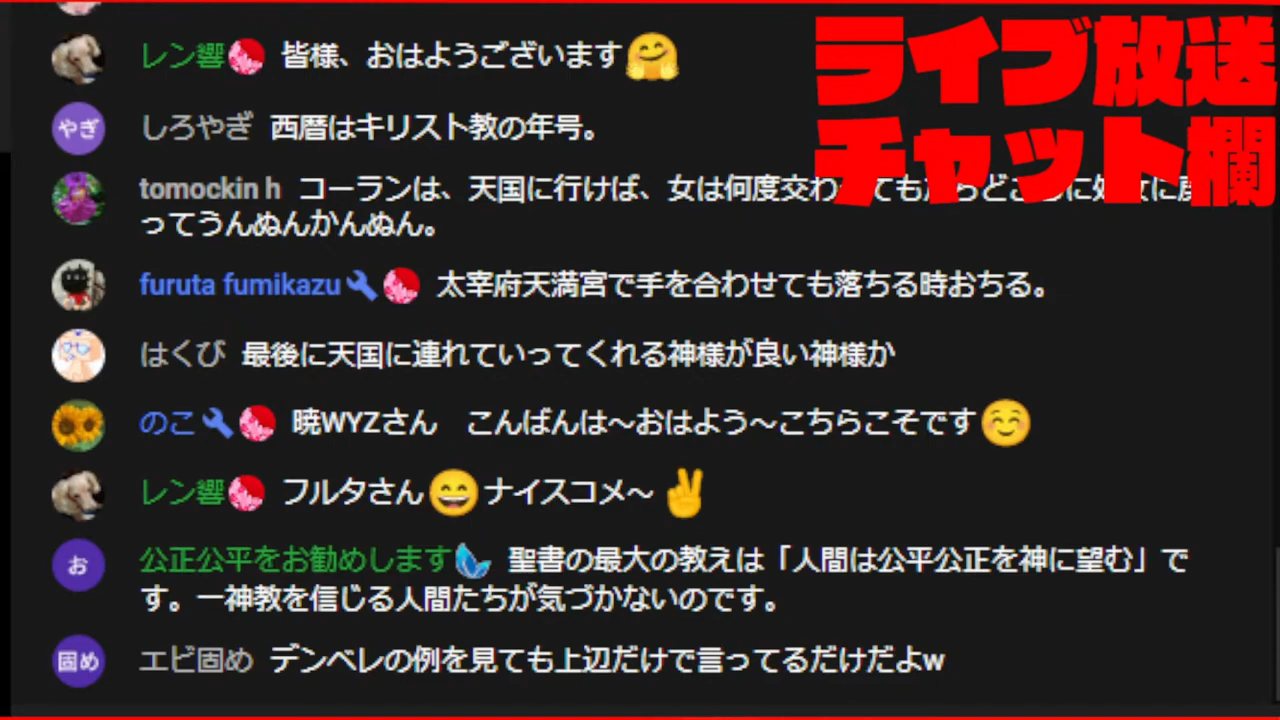 ライブ放送
チャット欄
レン響 皆様、おはようございます🤗
やぎ しろやぎ 西暦はキリスト教の年号。
tomockin h コーランは、天国に行けば、女は何度交わ ても
ってうんぬんかんぬん。
furuta fumikazu 太宰府天満宮で手を合わせても落ちる時おちる。
はくび 最後に天国に連れていってくれる神様が良い神様か
のこ 暁WYZさん　こんばんは～おはよう～こちらこそです☺️
レン響 フルタさん😄ナイスコメ～✌️
お 公正公平をお勧めします 聖書の最大の教えは「人間は公平公正を神に望む」で
す。一神教を信じる人間たちが気づかないのです。
固め エビ固め デンベレの例を見ても上辺だけで言ってるだけだよw